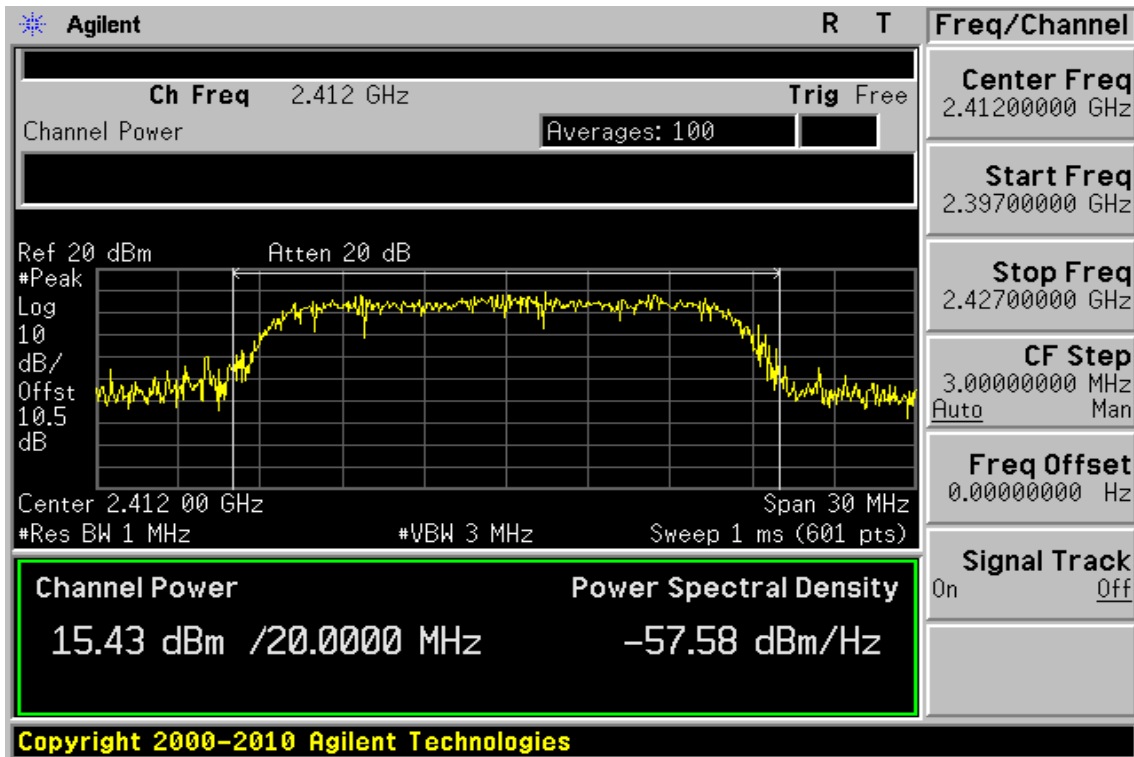 Agilent R T
Ch Freq 2.412 GHz Trig Free
Channel Power Averages: 100
Ref 20 dBm Atten 20 dB
#Peak
Log
10
dB/
Offst
10.5
dB
Center 2.412 00 GHz Span 30 MHz
#Res BW 1 MHz #VBW 3 MHz Sweep 1 ms (601 pts)
Channel Power Power Spectral Density
15.43 dBm /20.0000 MHz -57.58 dBm/Hz
Copyright 2000-2010 Agilent Technologies
Freq/Channel
Center Freq
2.41200000 GHz
Start Freq
2.39700000 GHz
Stop Freq
2.42700000 GHz
CF Step
3.00000000 MHz
Auto Man
Freq Offset
0.00000000 Hz
Signal Track
On Off